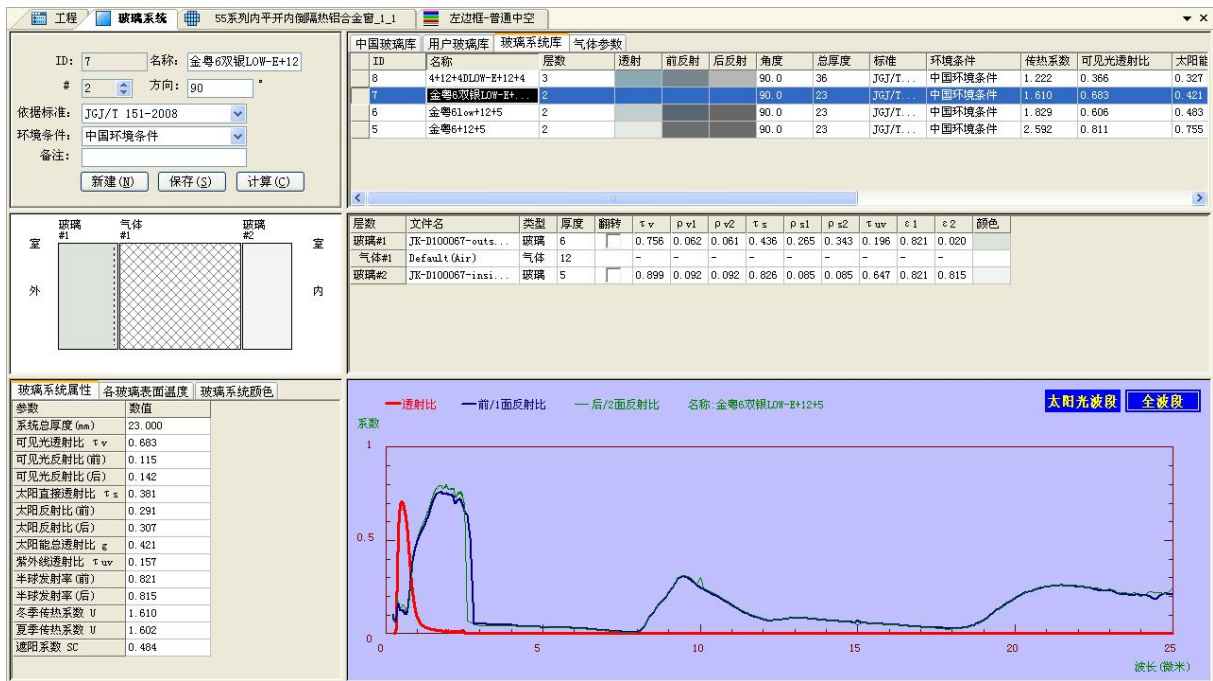 工程 玻璃系统 55系列内平开内倒隔热铝合金窗_1_1 左边框-普通中空
ID: 7 名称: 金粤6双银LOW-E+12
# 2 方向: 90 °
依据标准: JGJ/T 151-2008
环境条件: 中国环境条件
备注:
新建(N) 保存(S) 计算(C)
中国玻璃库 用户玻璃库 玻璃系统库 气体参数
ID 名称 层数 透射 前反射 后反射 角度 总厚度 标准 环境条件 传热系数 可见光透射比 太阳能
8 4+12+4DLOW-E+12+4 3 90.0 36 JGJ/T... 中国环境条件 1.222 0.366 0.327
7 金粤6双银LOW-E+... 2 90.0 23 JGJ/T... 中国环境条件 1.610 0.683 0.421
6 金粤6low+12+5 2 90.0 23 JGJ/T... 中国环境条件 1.829 0.606 0.483
5 金粤6+12+5 2 90.0 23 JGJ/T... 中国环境条件 2.592 0.811 0.755
玻璃 气体 玻璃
#1 #1 #2
室 室
外 内
层数 文件名 类型 厚度 翻转 τv ρv1 ρv2 τs ρs1 ρs2 τuv ε1 ε2 颜色
玻璃#1 JK-D100067-outs... 玻璃 6 0.756 0.062 0.061 0.436 0.265 0.343 0.196 0.821 0.020
气体#1 Default(Air) 气体 12 - - - - - - - - -
玻璃#2 JK-D100067-insi... 玻璃 5 0.899 0.092 0.092 0.826 0.085 0.085 0.647 0.821 0.815
玻璃系统属性 各玻璃表面温度 玻璃系统颜色
参数 数值
系统总厚度(mm) 23.000
可见光透射比 τv 0.683
可见光反射比(前) 0.115
可见光反射比(后) 0.142
太阳直接透射比 τs 0.381
太阳反射比(前) 0.291
太阳反射比(后) 0.307
太阳能总透射比 g 0.421
紫外线透射比 τuv 0.157
半球发射率(前) 0.821
半球发射率(后) 0.815
冬季传热系数 U 1.610
夏季传热系数 U 1.602
遮阳系数 SC 0.484
透射比 前/1面反射比 后/2面反射比 名称:金粤6双银LOW-E+12+5
太阳光波段 全波段
系数
1
0.5
0
0 5 10 15 20 25
波长(微米)